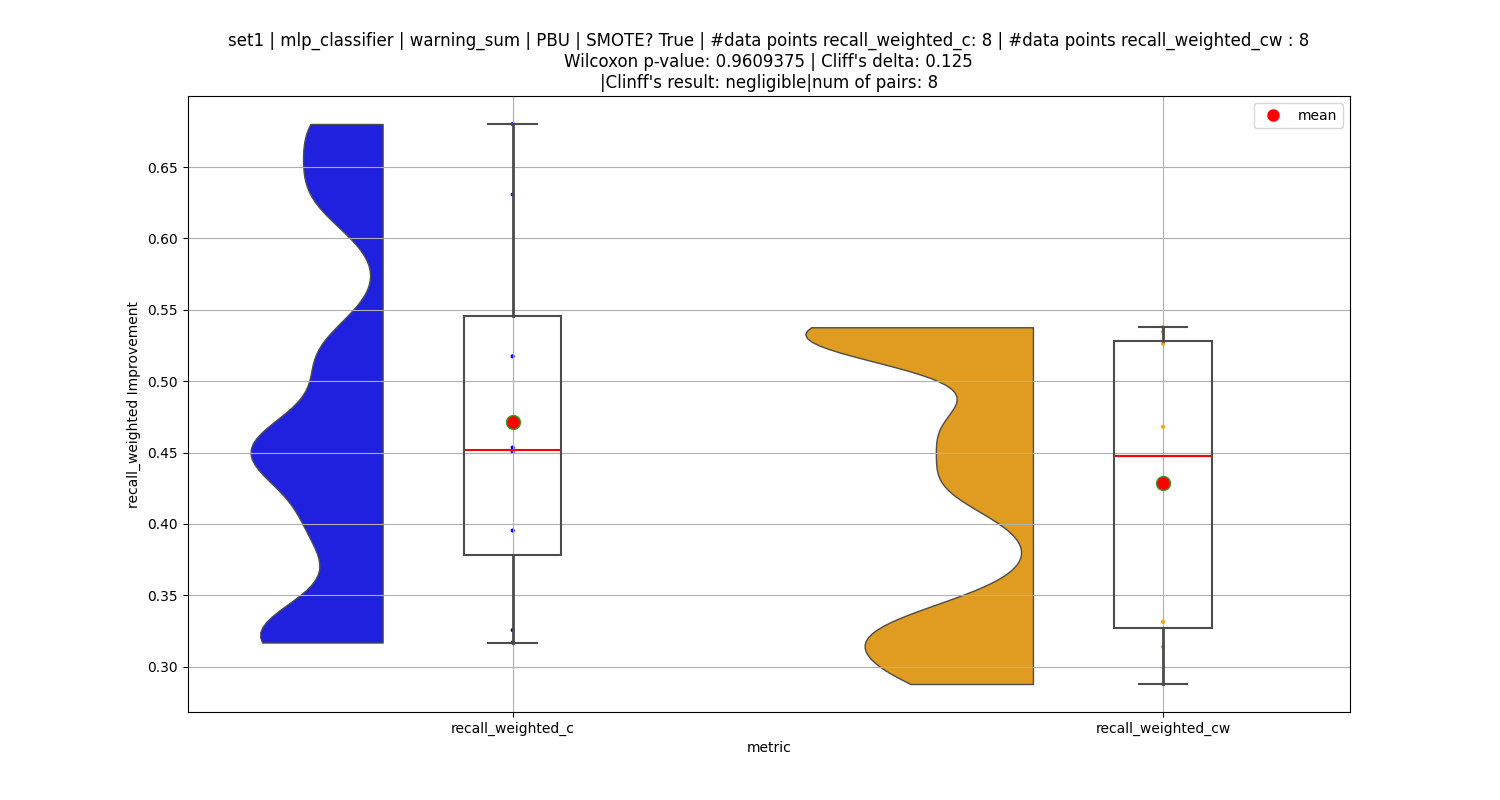 set1 | mlp_classifier | warning_sum | PBU | SMOTE? True | #data points recall_weighted_c: 8 | #data points recall_weighted_cw : 8
Wilcoxon p-value: 0.9609375 | Cliff's delta: 0.125
|Clinff's result: negligible|num of pairs: 8
mean
0.65
0.60
0.55
0.50
0.45
0.40
0.35
0.30
recall_weighted Improvement
recall_weighted_c
recall_weighted_cw
metric